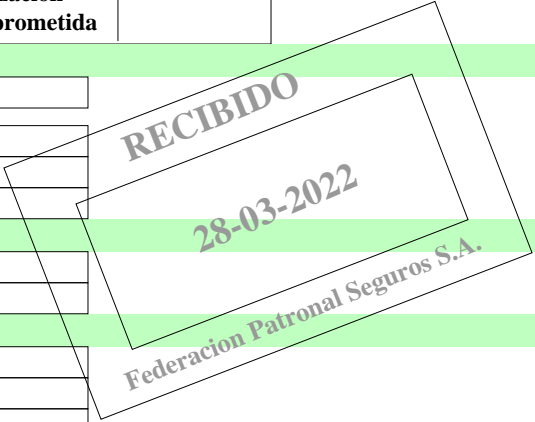 prometida
RECIBIDO
28-03-2022
Federacion Patronal Seguros S.A.